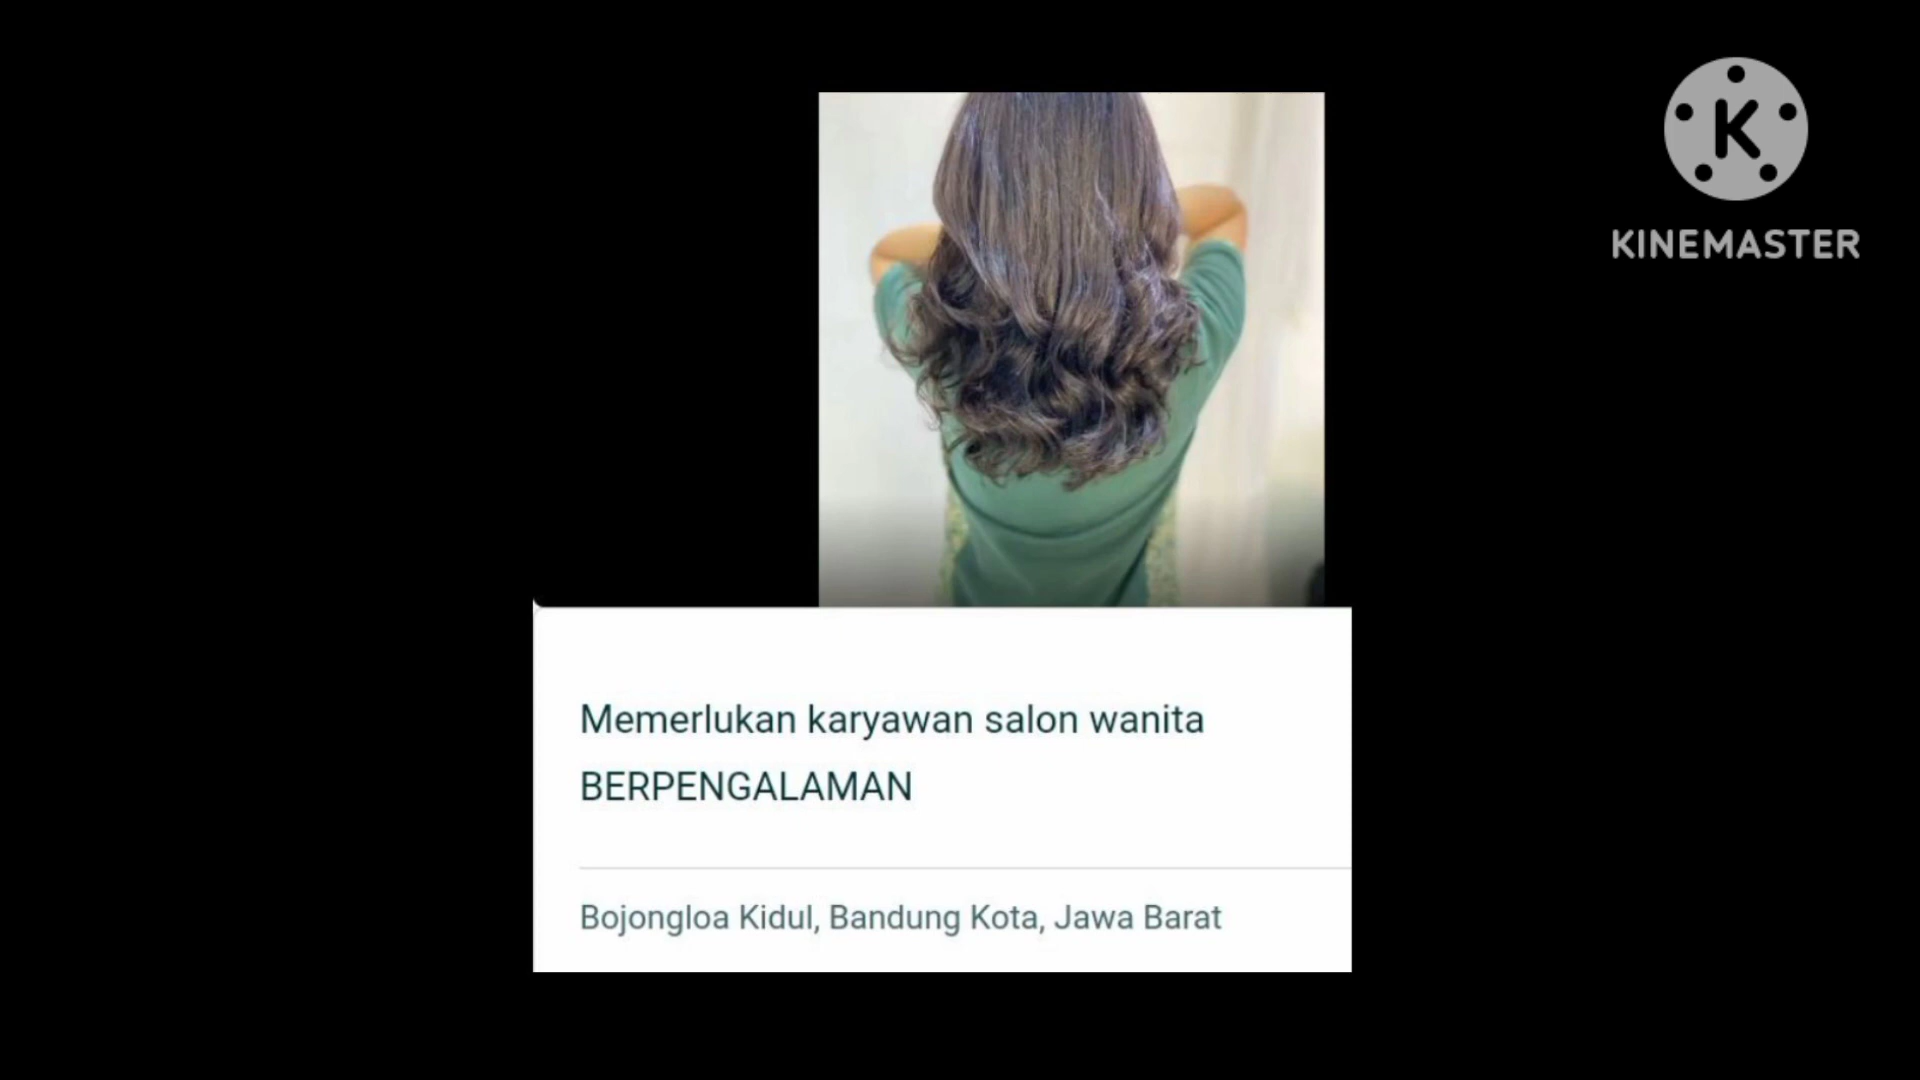 K
KINEMASTER
Memerlukan karyawan salon wanita
BERPENGALAMAN
Bojongloa Kidul, Bandung Kota, Jawa Barat